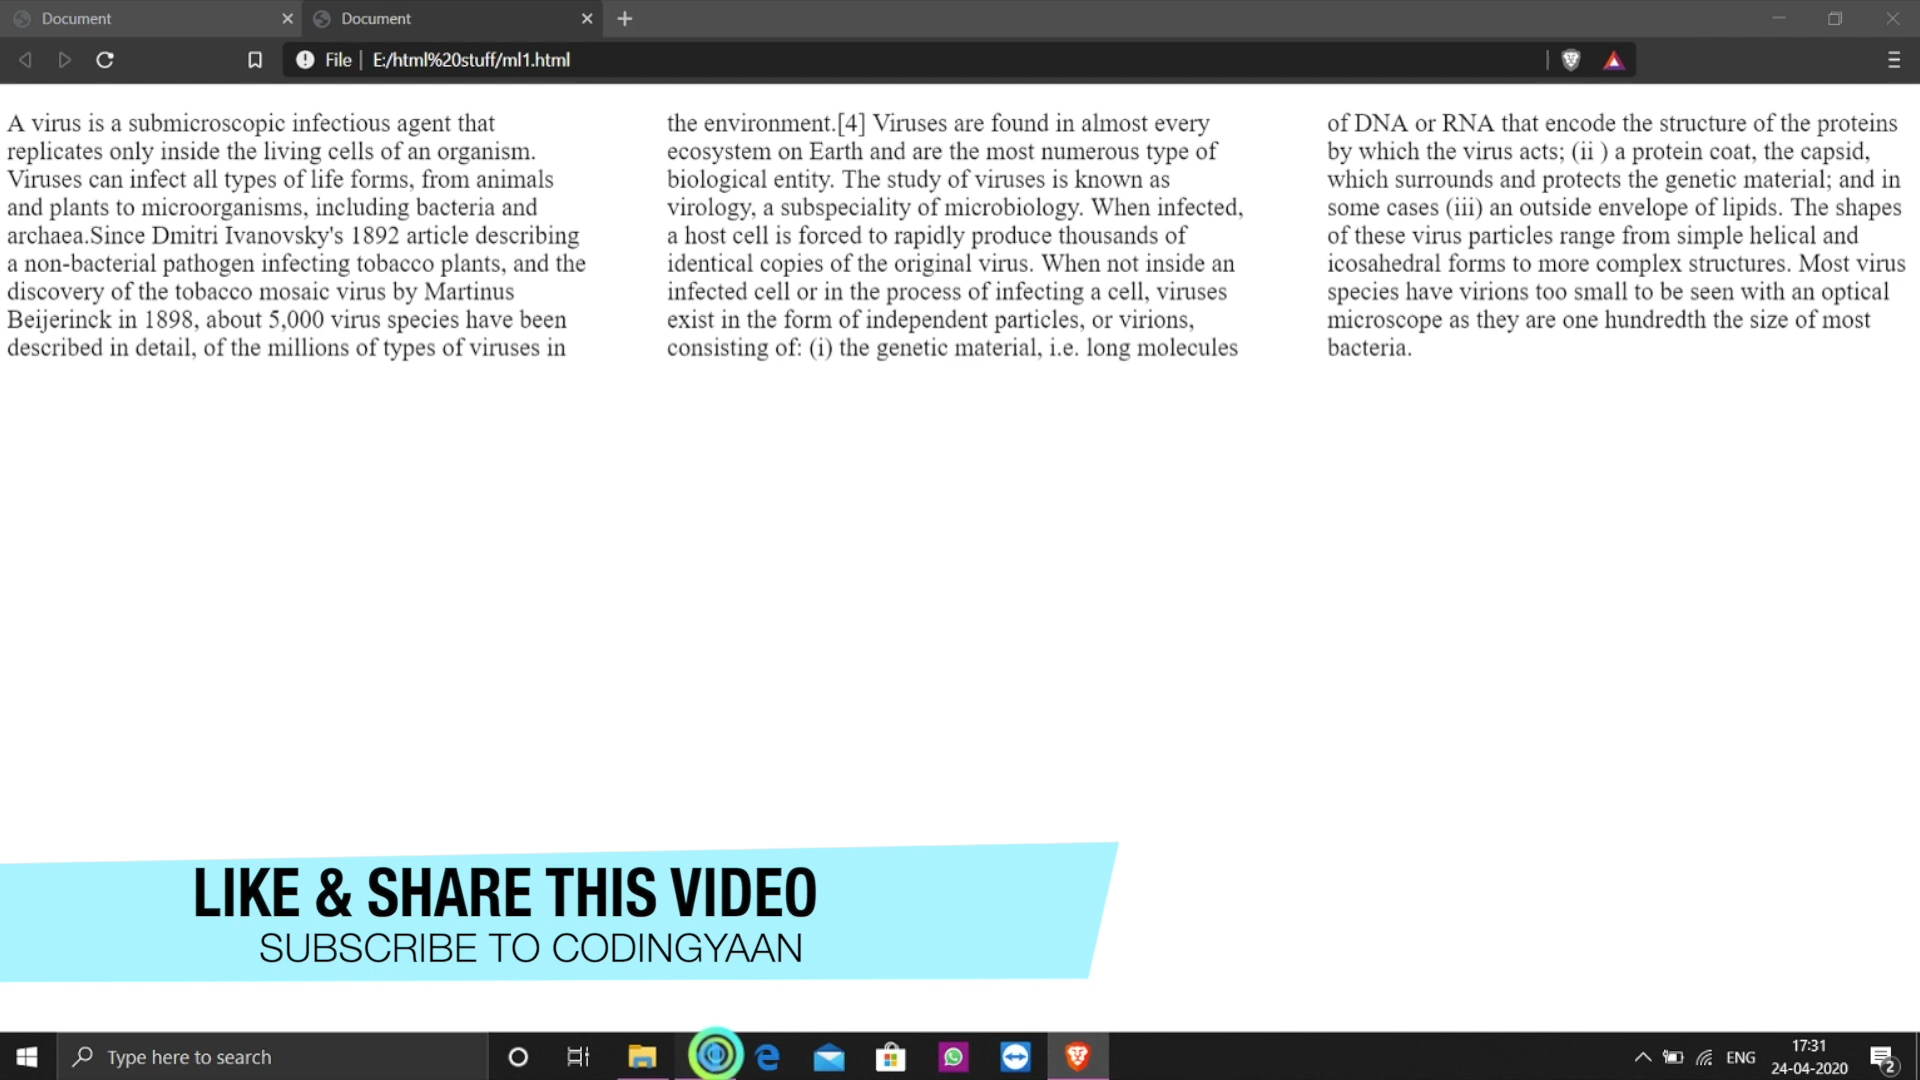 Document
Document
File
E:/html%20stuff/ml1.html
A virus is a submicroscopic infectious agent that
replicates only inside the living cells of an organism.
Viruses can infect all types of life forms, from animals
and plants to microorganisms, including bacteria and
archaea.Since Dmitri Ivanovsky's 1892 article describing
a non-bacterial pathogen infecting tobacco plants, and the
discovery of the tobacco mosaic virus by Martinus
Beijerinck in 1898, about 5,000 virus species have been
described in detail, of the millions of types of viruses in
the environment.[4] Viruses are found in almost every
ecosystem on Earth and are the most numerous type of
biological entity. The study of viruses is known as
virology, a subspeciality of microbiology. When infected,
a host cell is forced to rapidly produce thousands of
identical copies of the original virus. When not inside an
infected cell or in the process of infecting a cell, viruses
exist in the form of independent particles, or virions,
consisting of: (i) the genetic material, i.e. long molecules
of DNA or RNA that encode the structure of the proteins
by which the virus acts; (ii ) a protein coat, the capsid,
which surrounds and protects the genetic material; and in
some cases (iii) an outside envelope of lipids. The shapes
of these virus particles range from simple helical and
icosahedral forms to more complex structures. Most virus
species have virions too small to be seen with an optical
microscope as they are one hundredth the size of most
bacteria.
LIKE & SHARE THIS VIDEO
SUBSCRIBE TO CODINGYAAN
Type here to search
ENG
17:31
24-04-2020
2